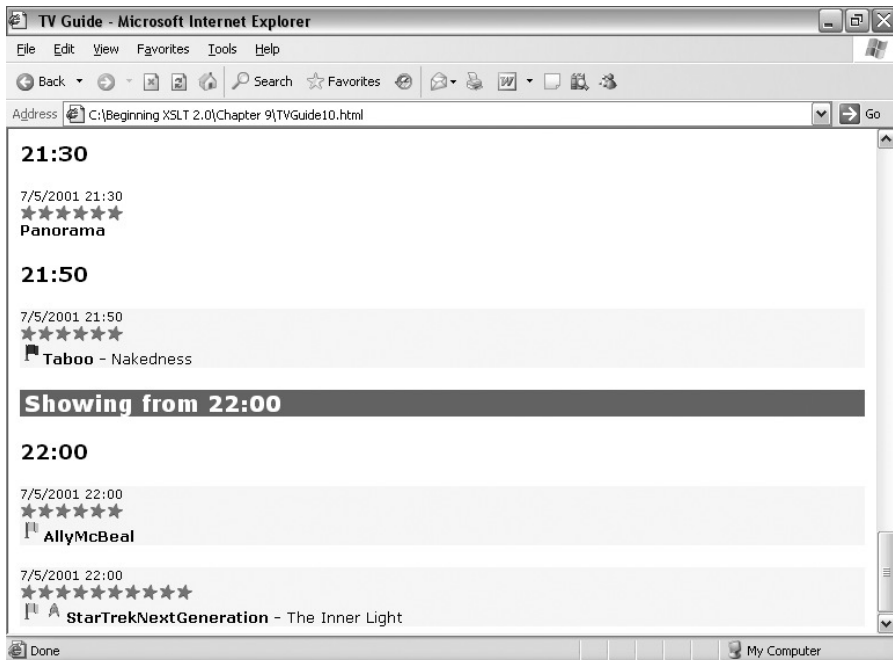 TV Guide - Microsoft Internet Explorer
File Edit View Favorites Tools Help
Back Search Favorites W
Address C:\Beginning XSLT 2.0\Chapter 9\TVGuide10.html Go
21:30
7/5/2001 21:30
Panorama
21:50
7/5/2001 21:50
Taboo - Nakedness
Showing from 22:00
22:00
7/5/2001 22:00
AllyMcBeal
7/5/2001 22:00
StarTrekNextGeneration - The Inner Light
Done My Computer